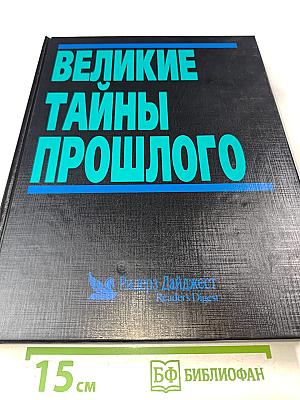 ВЕЛИКИЕ
ТАЙНЫ
ПРОШЛОГО
Ридерз Дайджест
Reader's Digest
15 см
БФ БИБЛИОФАН